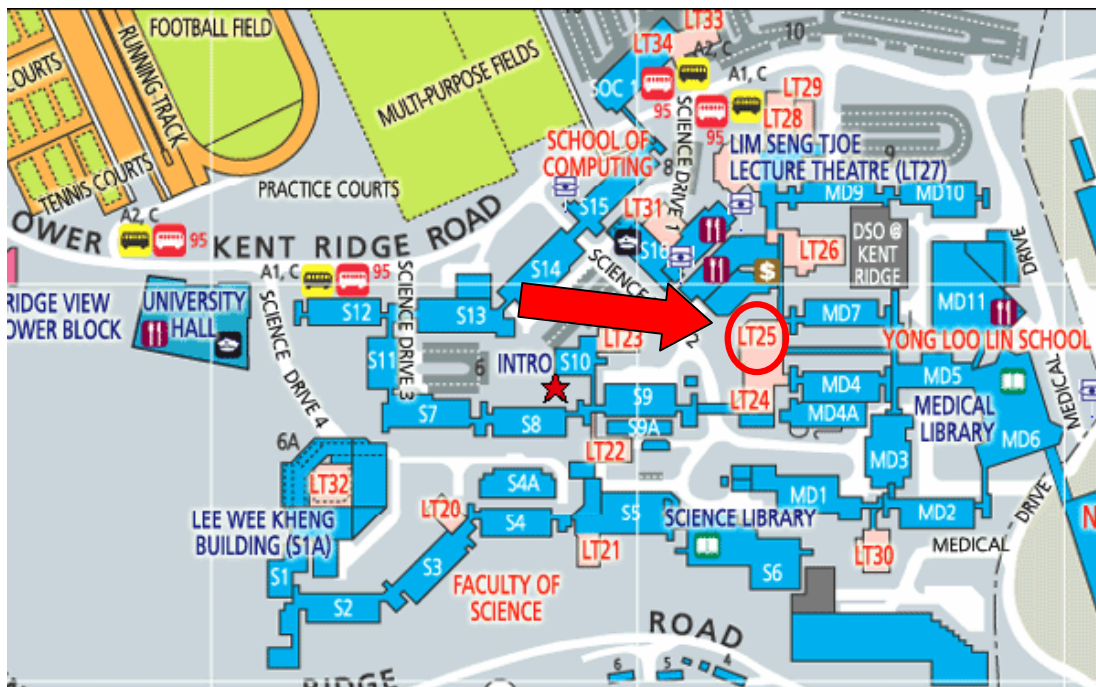 FOOTBALL FIELD
RUNNING TRACK
COURTS
TENNIS COURTS
MULTI-PURPOSE FIELDS
PRACTICE COURTS
LT33
LT34
A2, C
10
SOC 1
95
A1, C
95
LT29
LT28
SCIENCE DRIVE 1
SCHOOL OF
COMPUTING
8
LIM SENG TJOE
LECTURE THEATRE (LT27)
9
MD9
MD10
S15
LT31
S16
$
LT26
DSO @
KENT
RIDGE
DRIVE
A2, C
95
OWER KENT RIDGE ROAD
A1, C
95
RIDGE VIEW
OWER BLOCK
UNIVERSITY
HALL
SCIENCE DRIVE 4
S12
SCIENCE DRIVE 3
S13
S14
SCIENCE
2
LT23
LT25
MD7
MD11
YONG LOO LIN SCHOOL
S11
6
INTRO
S10
S9
LT24
MD4
MD4A
MD5
MEDICAL
LIBRARY
MEDICAL
S7
S8
S9A
MD6
6A
LT22
MD3
LT32
S4A
LT20
S4
S5
MD1
SCIENCE LIBRARY
MD2
DRIVE
N
LEE WEE KHENG
BUILDING (S1A)
LT21
LT30
MEDICAL
S1
S2
S3
S6
FACULTY OF
SCIENCE
ROAD
RIDGE
6
5
4